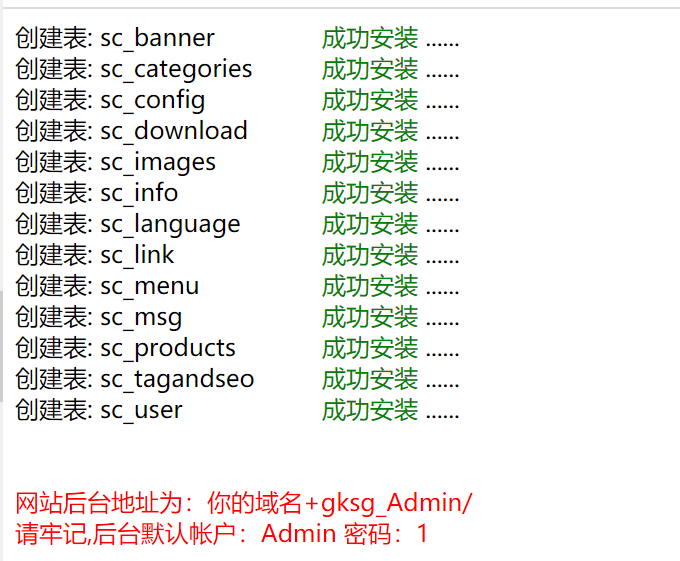 创建表: sc_banner 成功安装 ......
创建表: sc_categories 成功安装 ......
创建表: sc_config 成功安装 ......
创建表: sc_download 成功安装 ......
创建表: sc_images 成功安装 ......
创建表: sc_info 成功安装 ......
创建表: sc_language 成功安装 ......
创建表: sc_link 成功安装 ......
创建表: sc_menu 成功安装 ......
创建表: sc_msg 成功安装 ......
创建表: sc_products 成功安装 ......
创建表: sc_tagandseo 成功安装 ......
创建表: sc_user 成功安装 ......
网站后台地址为：你的域名+gksg_Admin/
请牢记,后台默认帐户：Admin 密码：1